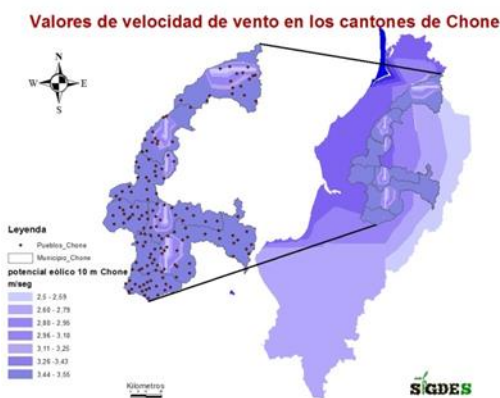 Valores de velocidad de vento en los cantones de Chone
N
W E
S
Leyenda
Pueblos_Chone
Municipio_Chone
potencial eólico 10 m Chone
m/seg
2,5 - 2,59
2,60 - 2,79
2,80 - 2,95
2,96 - 3,10
3,11 - 3,25
3,26 - 3,43
3,44 - 3,55
Kilometros
SIGDES